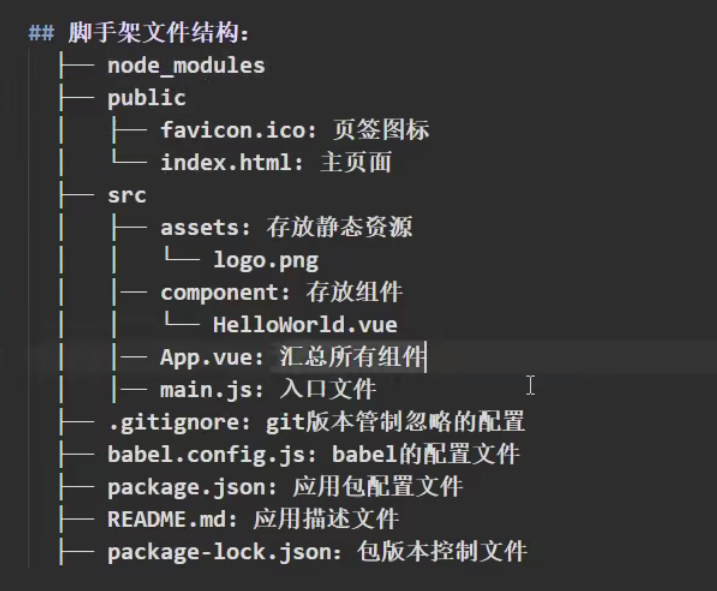 ## 脚手架文件结构:
├── node_modules
├── public
│   ├── favicon.ico: 页签图标
│   └── index.html: 主页面
├── src
│   ├── assets: 存放静态资源
│   │   └── logo.png
│   │── component: 存放组件
│   │   └── HelloWorld.vue
│   │── App.vue: 汇总所有组件
│   │── main.js: 入口文件
├── .gitignore: git版本管制忽略的配置
├── babel.config.js: babel的配置文件
├── package.json: 应用包配置文件
├── README.md: 应用描述文件
├── package-lock.json: 包版本控制文件